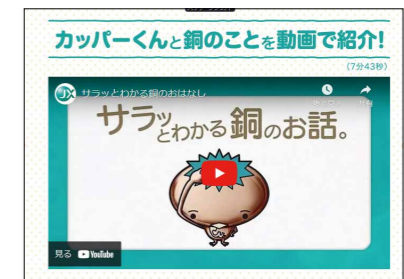 カッパーくんと銅のことを動画で紹介!
(7分43秒)
JX サラッとわかる銅のおはなし
サラッとわかる銅のお話。
見る YouTube